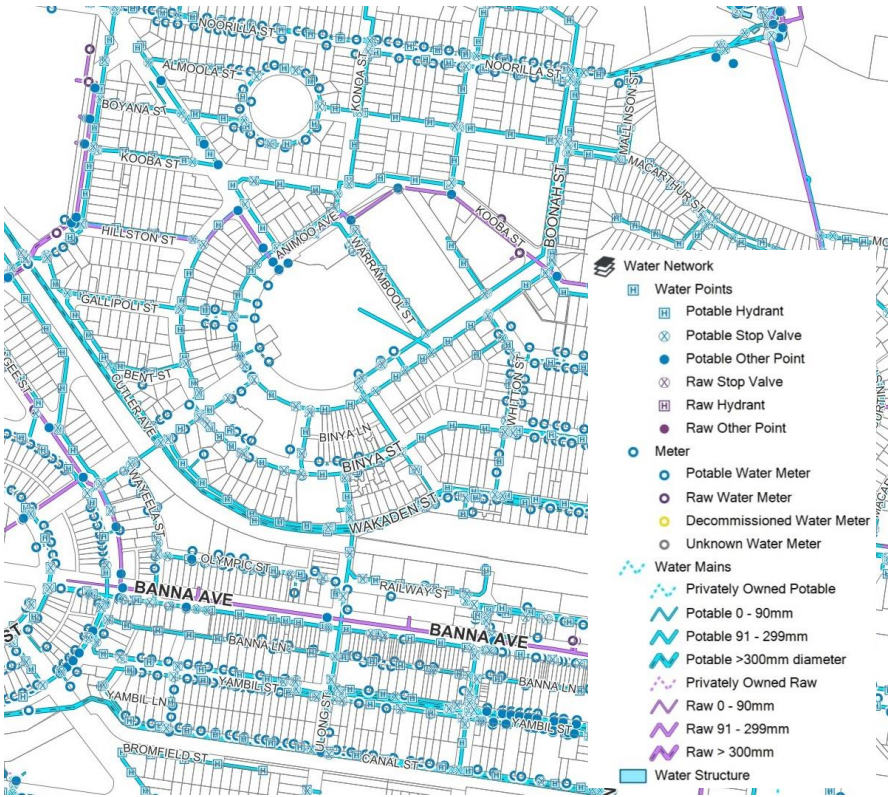 NOORILLA ST
ALMOOLA ST
KONOA ST
NOORILLA ST
MALLINSON ST
BOYANA ST
KOOBA ST
MACARTHUR ST
BOONAH ST
KOOBA ST
ANIMOO AVE
WARRAMBOOL ST
HILLSTON ST
GALLIPOLI ST
BENT ST
CUTLER AVE
WHITTON ST
BINYA LN
BINYA ST
WAYEELA ST
WAKADEN ST
OLYMPIC ST
RAILWAY ST
BANNA AVE
BANNA AVE
BANNA LN
BANNA LN
YAMBIL ST
YAMBIL LN
YAMBIL ST
ULONG ST
BROMFIELD ST
CANAL ST
Water Network
Water Points
Potable Hydrant
Potable Stop Valve
Potable Other Point
Raw Stop Valve
Raw Hydrant
Raw Other Point
Meter
Potable Water Meter
Raw Water Meter
Decommissioned Water Meter
Unknown Water Meter
Water Mains
Privately Owned Potable
Potable 0 - 90mm
Potable 91 - 299mm
Potable >300mm diameter
Privately Owned Raw
Raw 0 - 90mm
Raw 91 - 299mm
Raw > 300mm
Water Structure